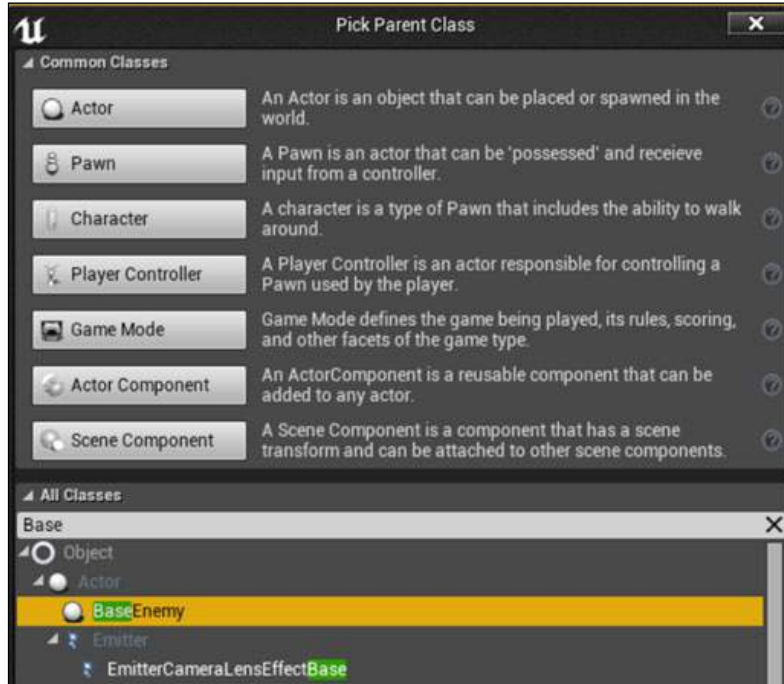 Pick Parent Class
Common Classes
Actor
An Actor is an object that can be placed or spawned in the
world.
Pawn
A Pawn is an actor that can be 'possessed' and receieve
input from a controller.
Character
A character is a type of Pawn that includes the ability to walk
around.
Player Controller
A Player Controller is an actor responsible for controlling a
Pawn used by the player.
Game Mode
Game Mode defines the game being played, its rules, scoring,
and other facets of the game type.
Actor Component
An ActorComponent is a reusable component that can be
added to any actor.
Scene Component
A Scene Component is a component that has a scene
transform and can be attached to other scene components.
All Classes
Base
Object
Actor
BaseEnemy
Emitter
EmitterCameraLensEffectBase